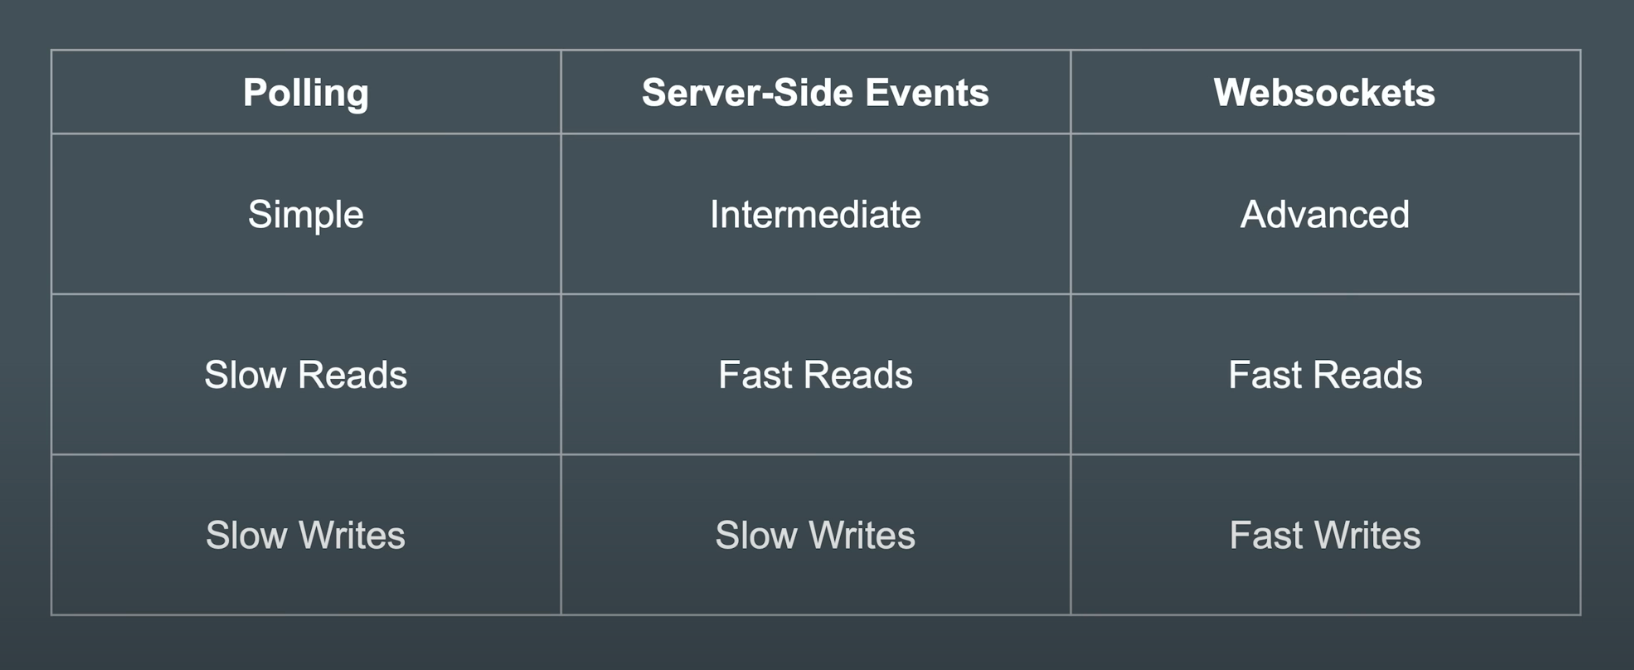 Polling
Server-Side Events
Websockets
Simple
Intermediate
Advanced
Slow Reads
Fast Reads
Fast Reads
Slow Writes
Slow Writes
Fast Writes